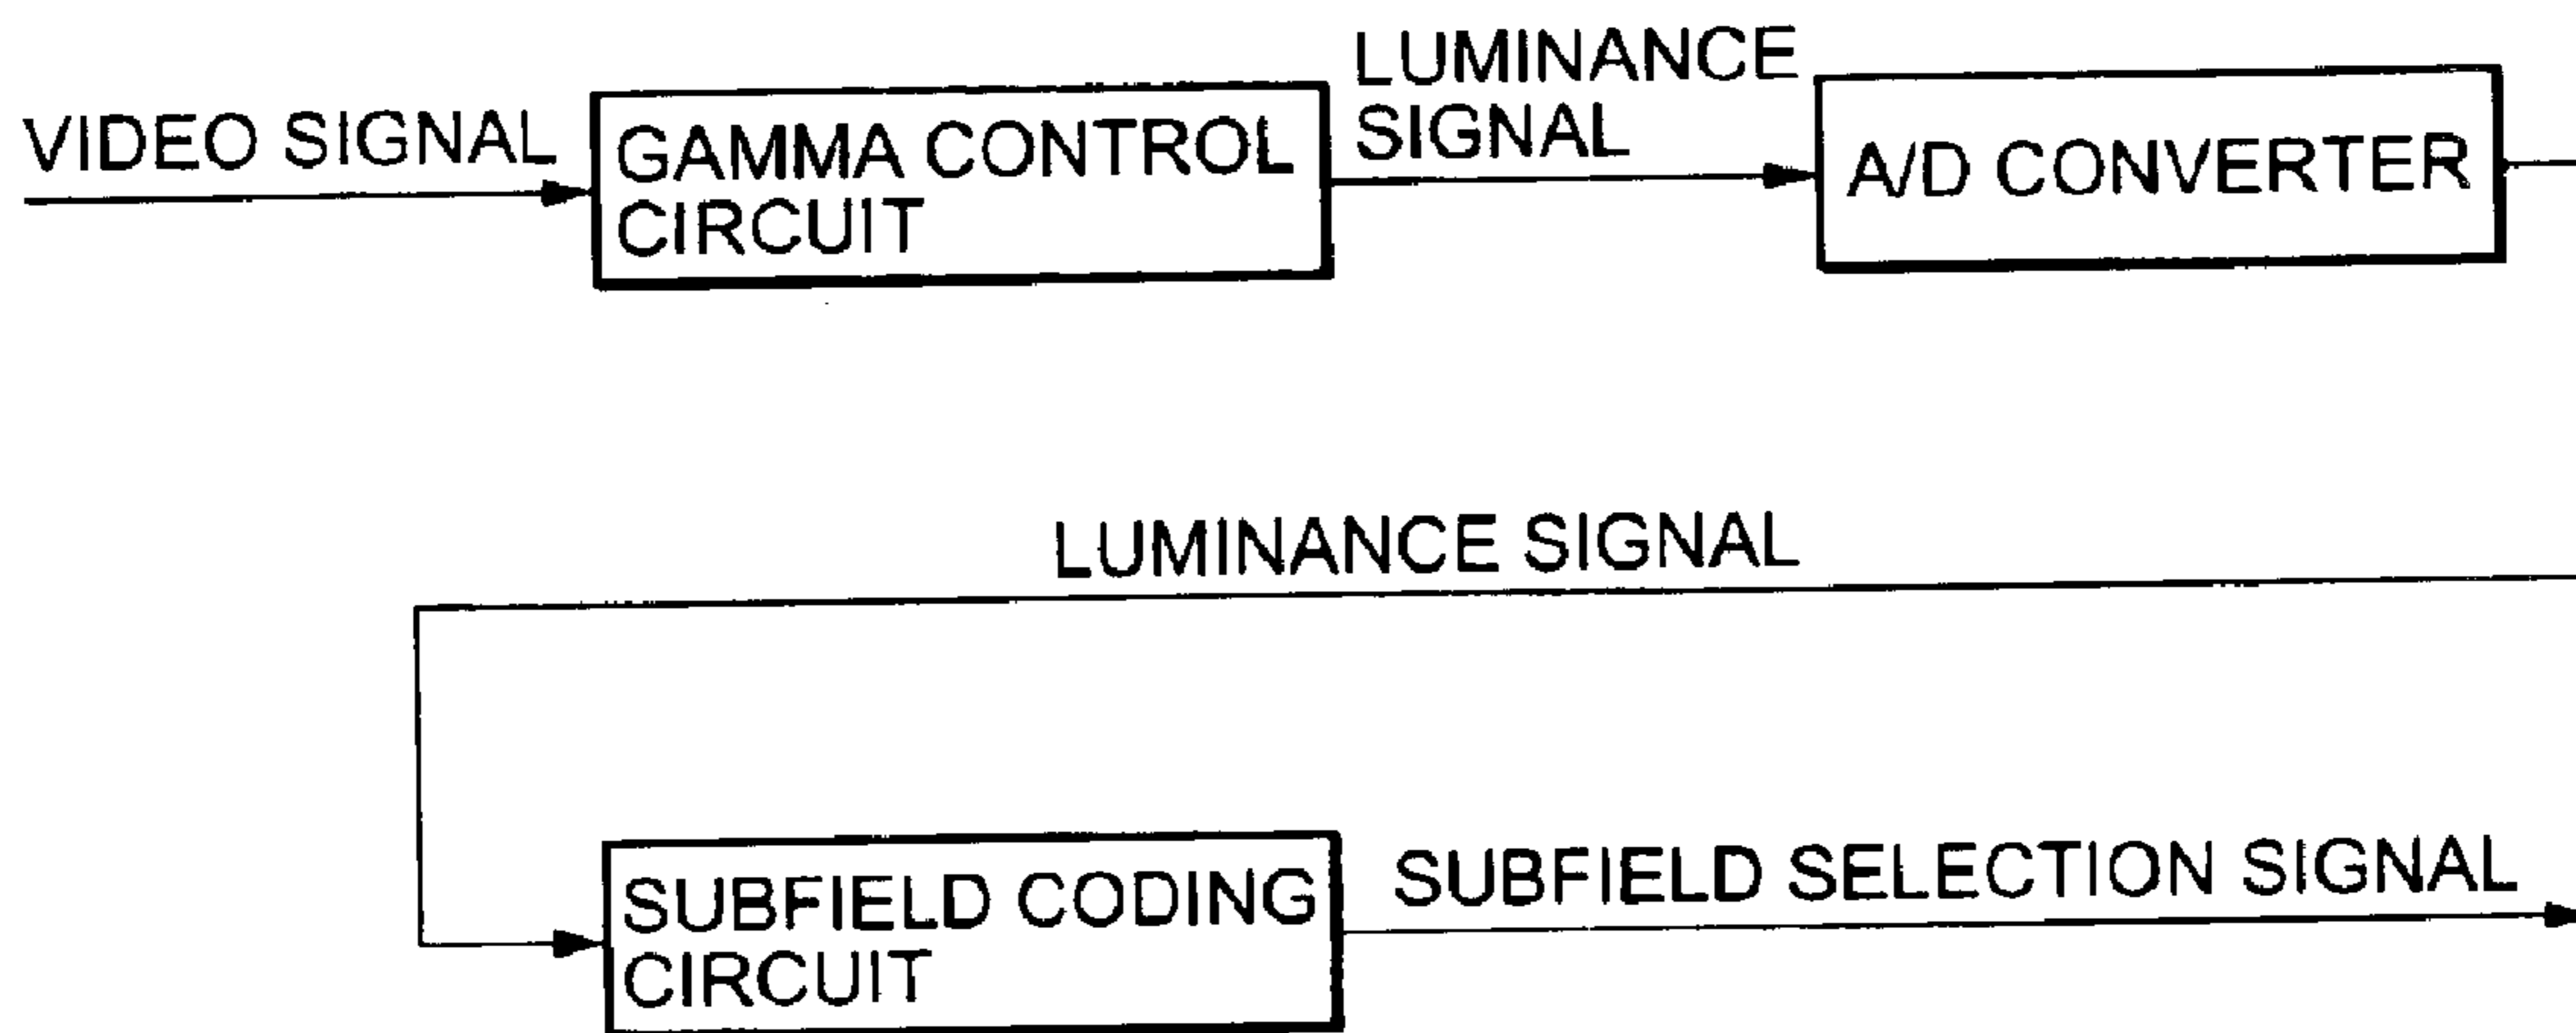 VIDEO SIGNAL
GAMMA CONTROL
CIRCUIT
LUMINANCE
SIGNAL
A/D CONVERTER
LUMINANCE SIGNAL
SUBFIELD CODING
CIRCUIT
SUBFIELD SELECTION SIGNAL